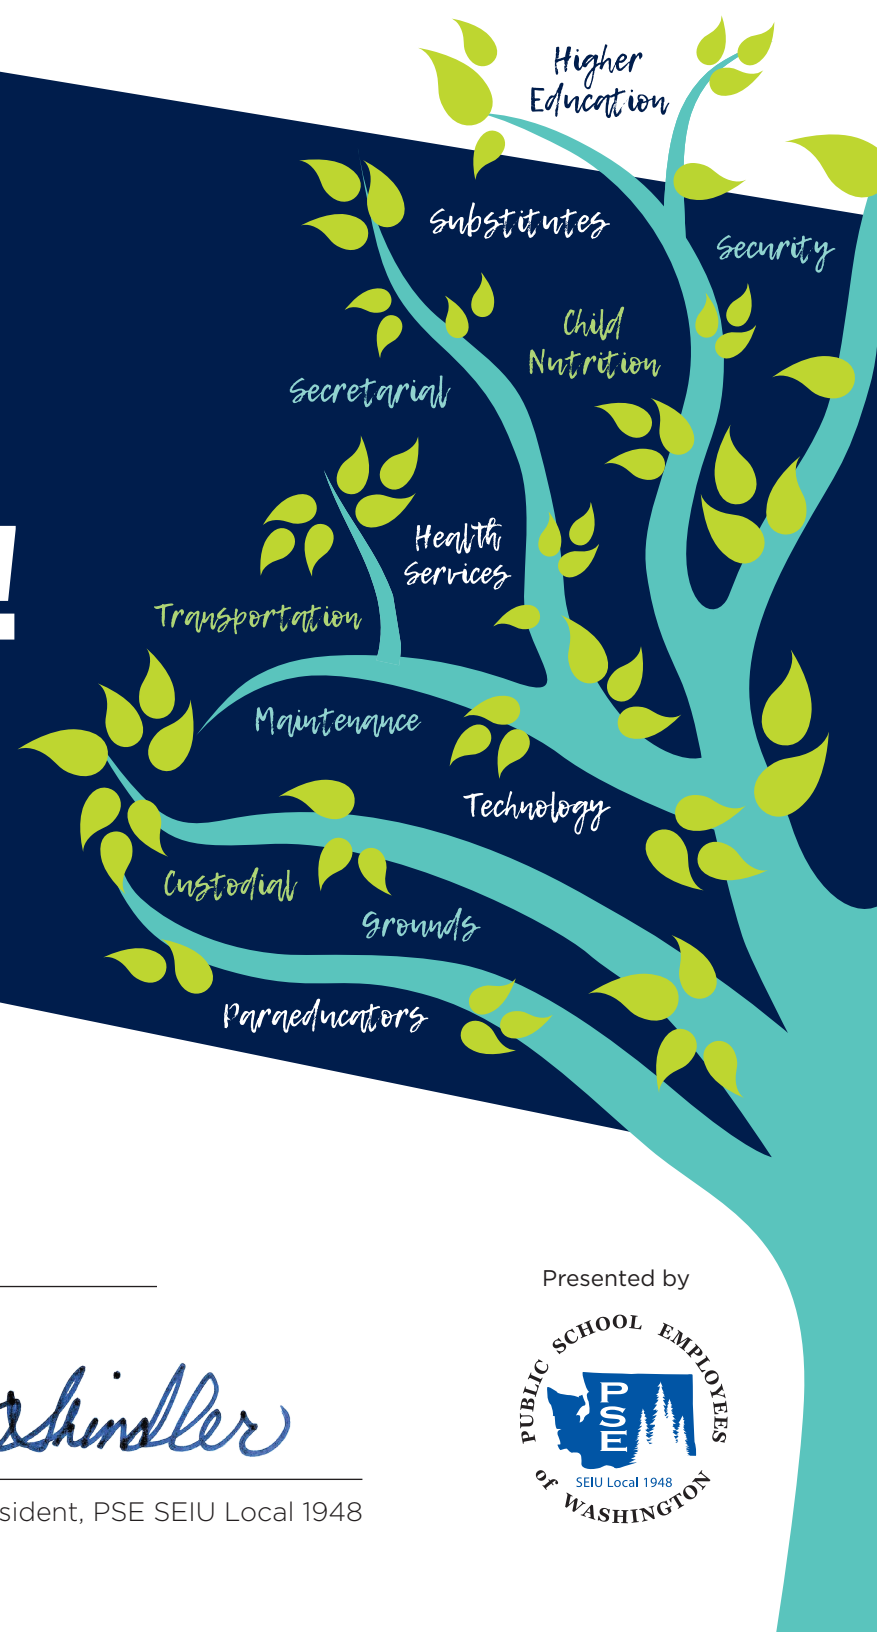 Higher
Education
Substitutes
Security
Child
Nutrition
Secretarial
!
Health
Services
Transportation
Maintenance
Technology
Custodial
Grounds
Paraeducators
Presented by
PUBLIC SCHOOL EMPLOYEES
PSE
SEIU Local 1948
of WASHINGTON
sident, PSE SEIU Local 1948